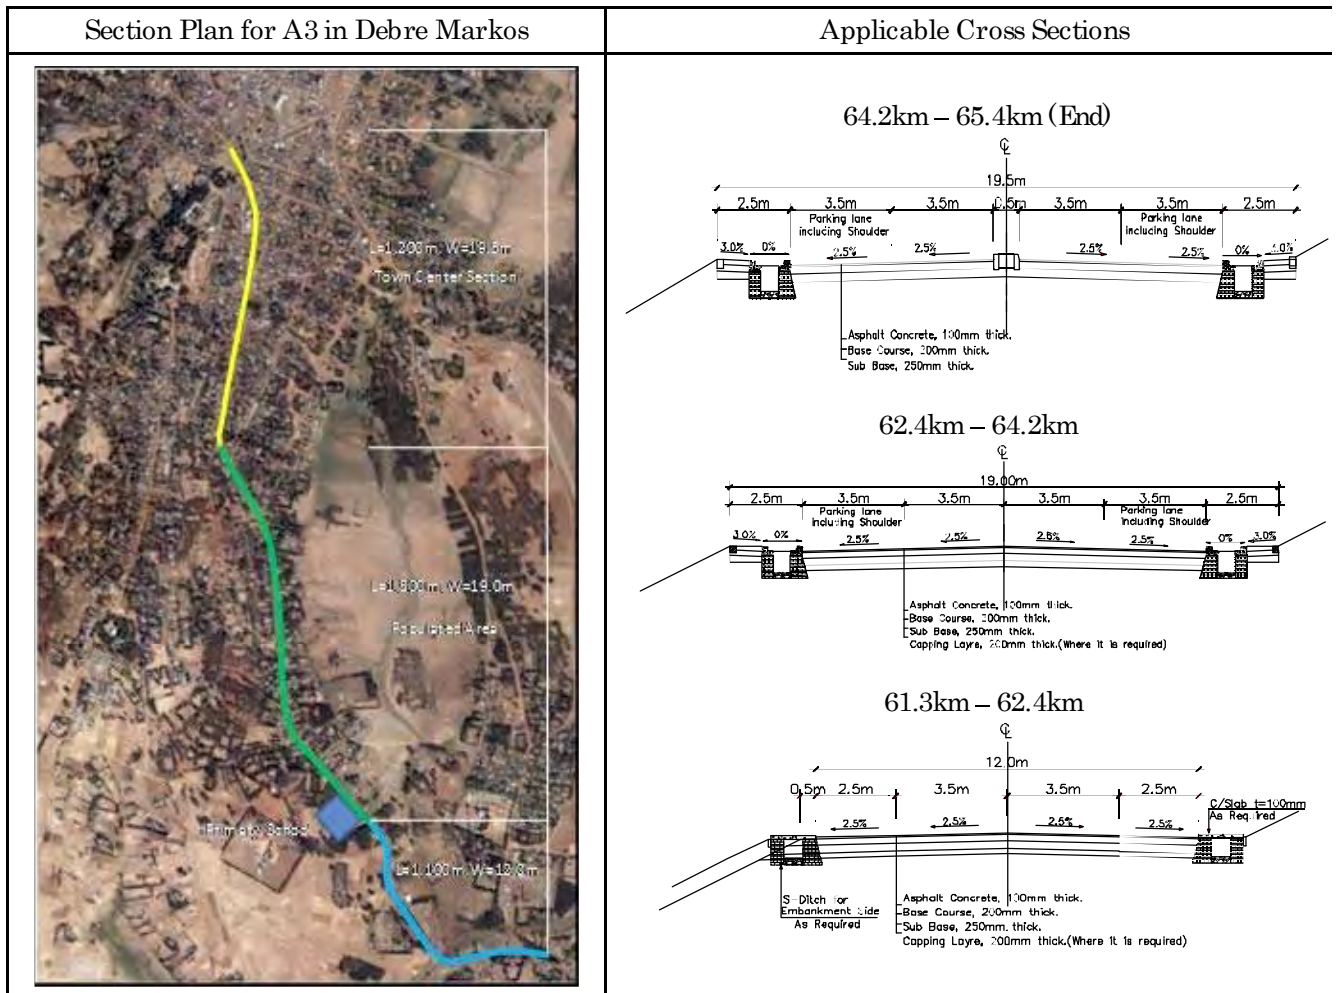 Section Plan for A3 in Debre Markos
Applicable Cross Sections
L=1,200m, W=19.5m
Town Center Section
L=1,800m, W=19.0m
Populated Area
Primary School
L=1,100m, W=12.0m
64.2km – 65.4km (End)
19.5m
2.5m 3.5m 3.5m 0.5m 3.5m 3.5m 2.5m
Parking lane
including Shoulder
Parking lane
including Shoulder
3.0% 0% 2.5% 2.5% 2.5% 2.5% 0%
Asphalt Concrete, 100mm thick.
Base Course, 200mm thick.
Sub Base, 250mm thick.
62.4km – 64.2km
19.00m
2.5m 3.5m 3.5m 3.5m 3.5m 2.5m
Parking lane
including Shoulder
Parking lane
including Shoulder
3.0% 0% 2.5% 2.5% 2.5% 2.5% 0% 3.0%
Asphalt Concrete, 100mm thick.
Base Course, 200mm thick.
Sub Base, 250mm thick.
Capping Layre, 200mm thick.(Where it is required)
61.3km – 62.4km
12.0m
0.5m 2.5m 3.5m 3.5m 2.5m
C/Slab t=100mm
As Required
2.5% 2.5% 2.5% 2.5%
S-Ditch for
Embankment Side
As Required
Asphalt Concrete, 100mm thick.
Base Course, 200mm thick.
Sub Base, 250mm thick.
Capping Layre, 200mm thick.(Where it is required)